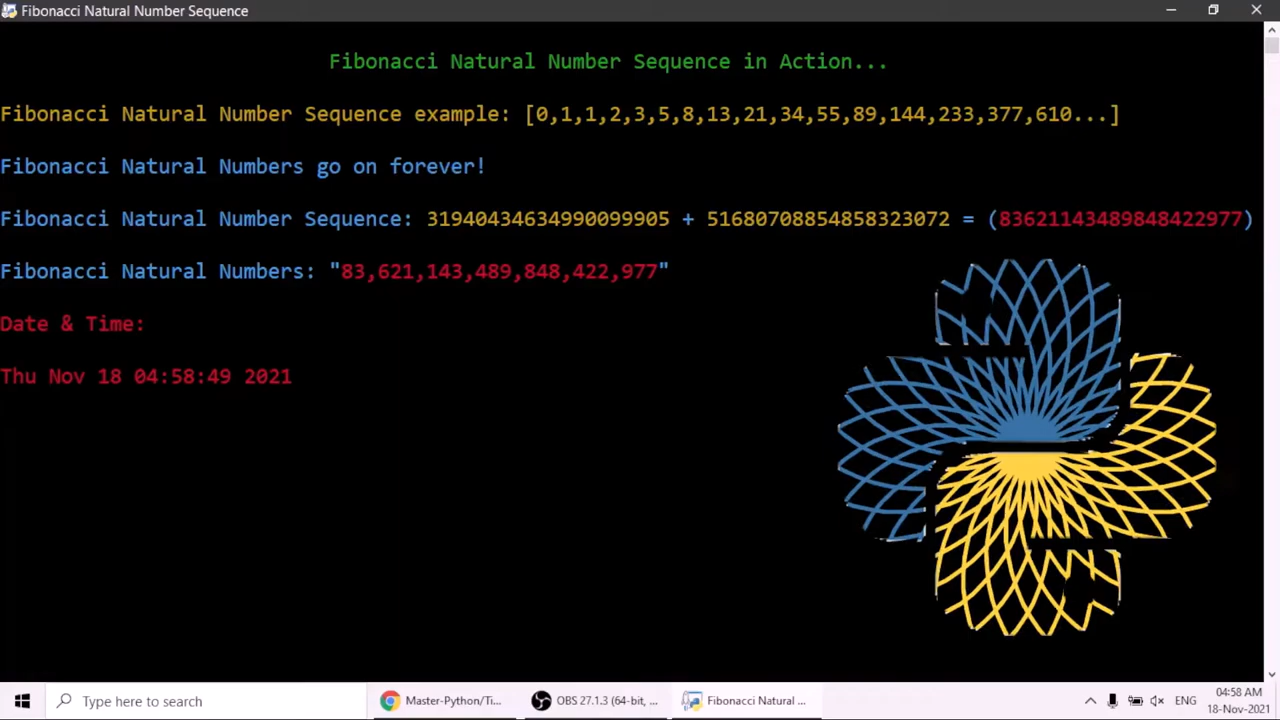 Fibonacci Natural Number Sequence
Fibonacci Natural Number Sequence in Action...
Fibonacci Natural Number Sequence example: [0,1,1,2,3,5,8,13,21,34,55,89,144,233,377,610...]
Fibonacci Natural Numbers go on forever!
Fibonacci Natural Number Sequence: 31940434634990099905 + 51680708854858323072 = (83621143489848422977)
Fibonacci Natural Numbers: "83,621,143,489,848,422,977"
Date & Time:
Thu Nov 18 04:58:49 2021
Type here to search
Master-Python/Ti...
OBS 27.1.3 (64-bit, ...
Fibonacci Natural ...
ENG
04:58 AM
18-Nov-2021